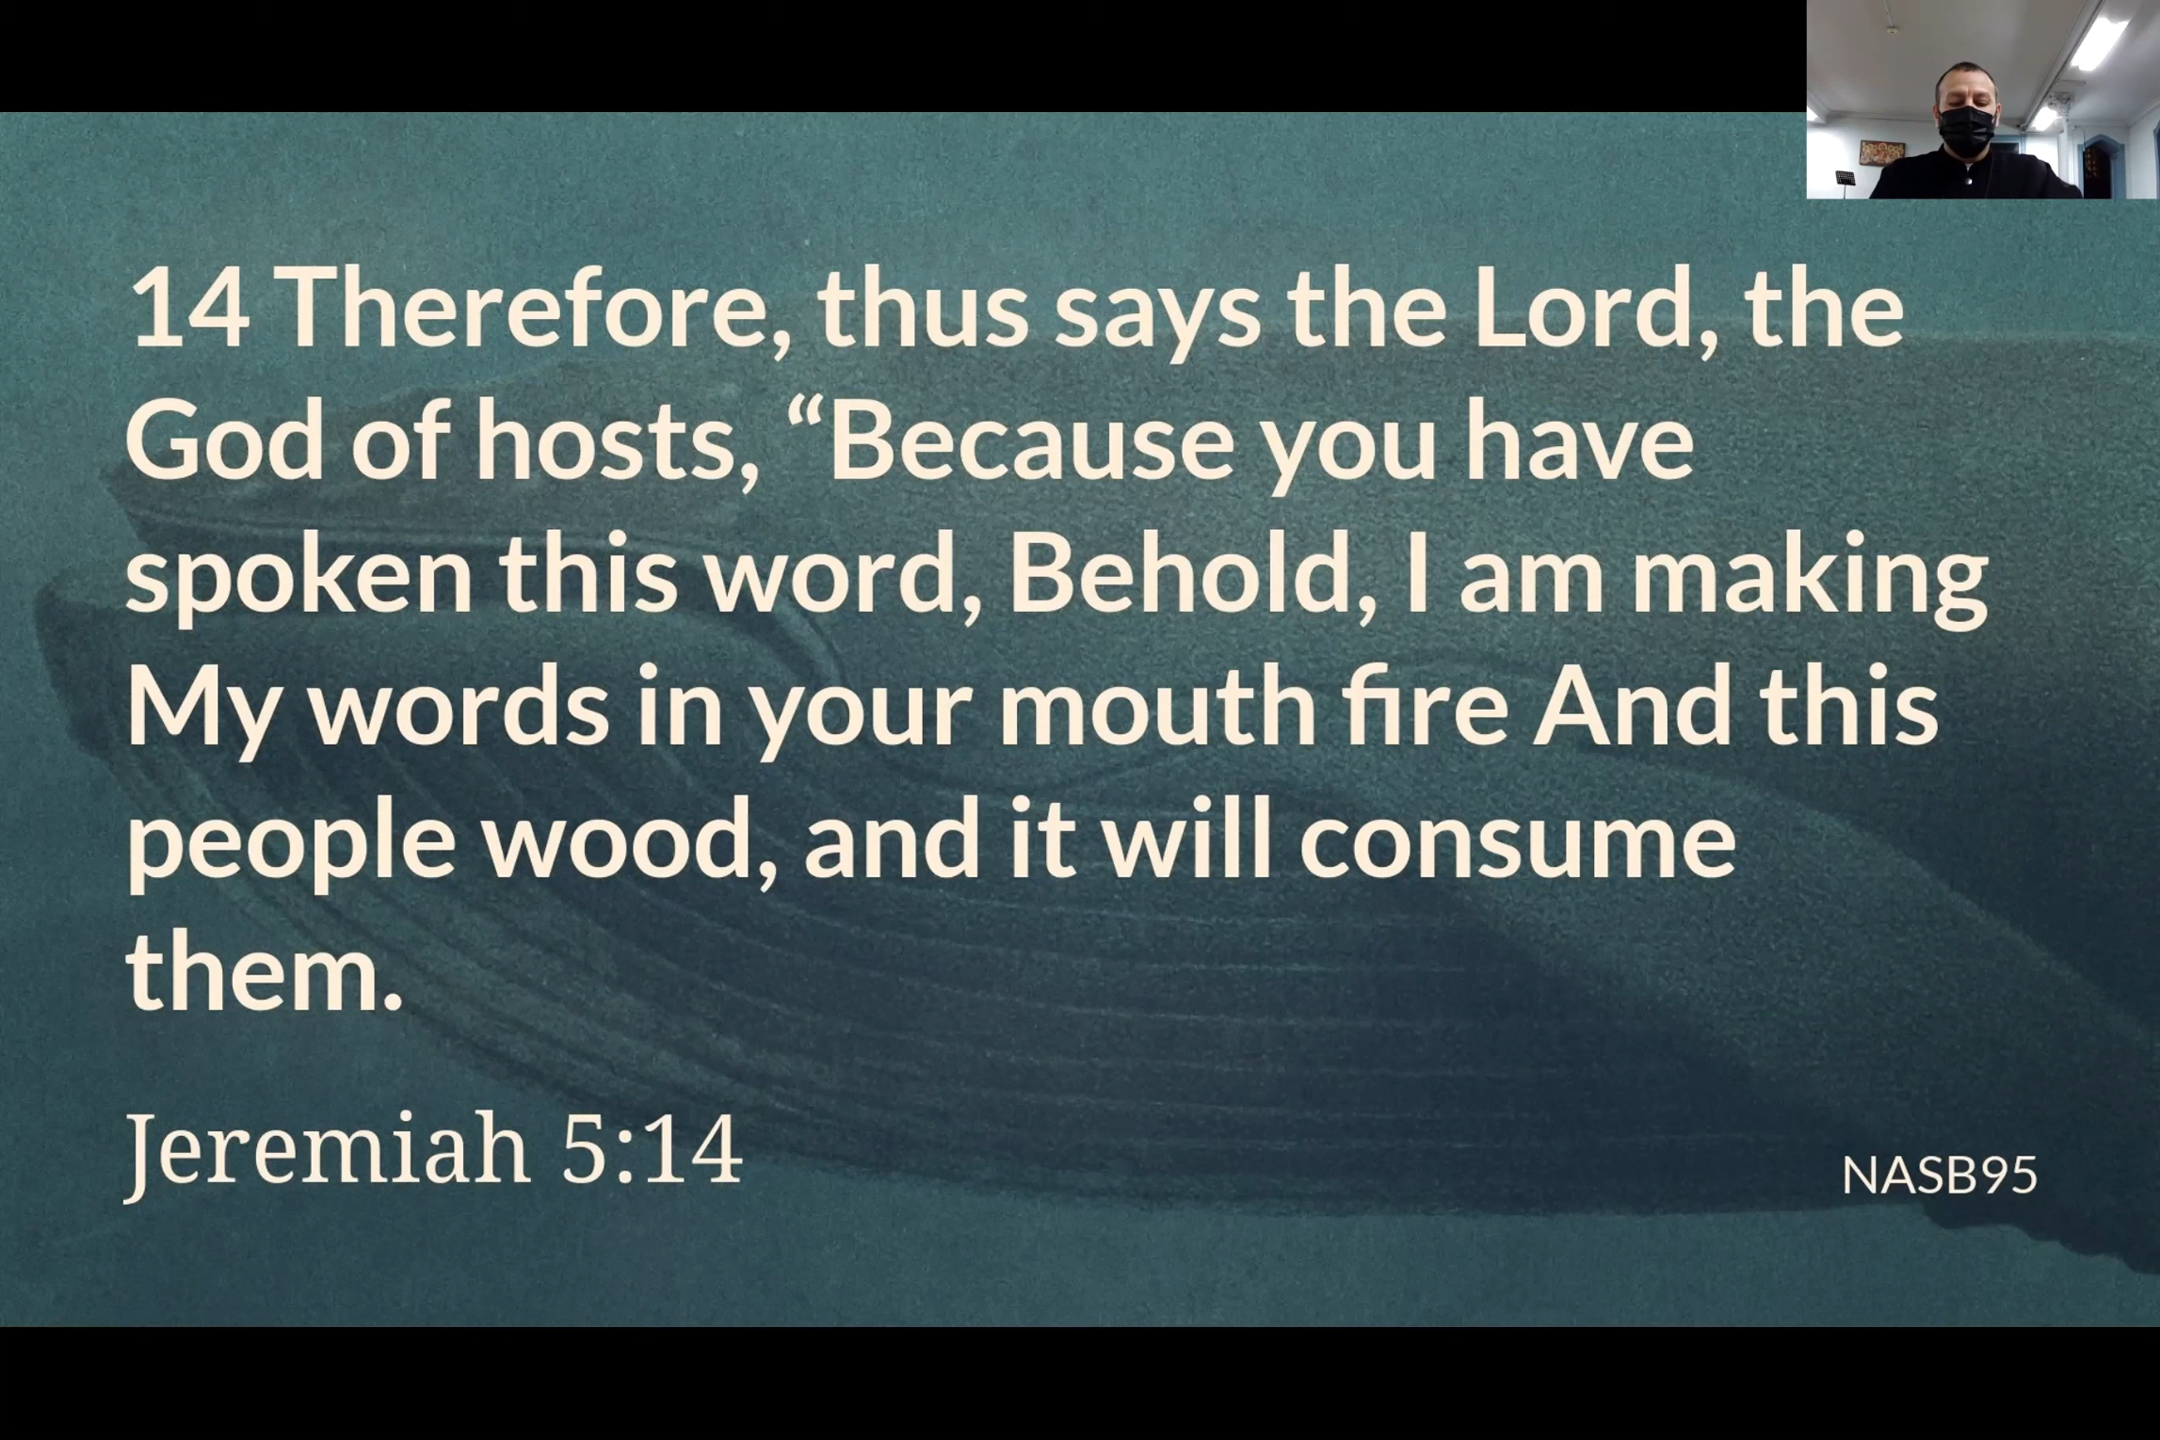 14 Therefore, thus says the Lord, the
God of hosts, “Because you have
spoken this word, Behold, I am making
My words in your mouth fire And this
people wood, and it will consume
them.
Jeremiah 5:14
NASB95